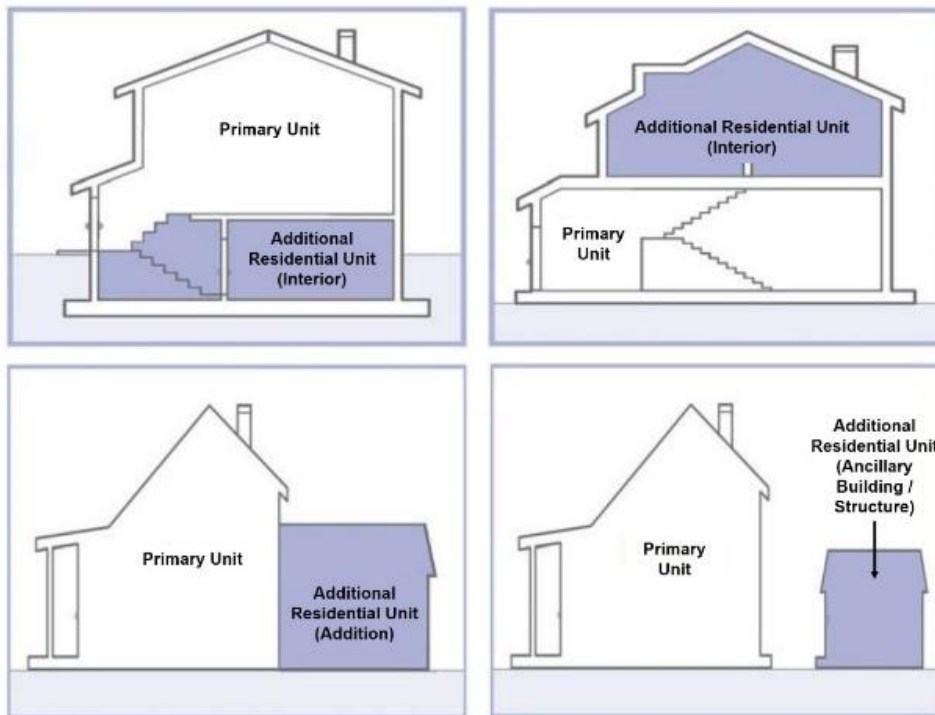 Primary Unit
Additional
Residential Unit
(Interior)
Additional Residential Unit
(Interior)
Primary
Unit
Primary Unit
Additional
Residential Unit
(Addition)
Primary
Unit
Additional
Residential Unit
(Ancillary
Building /
Structure)